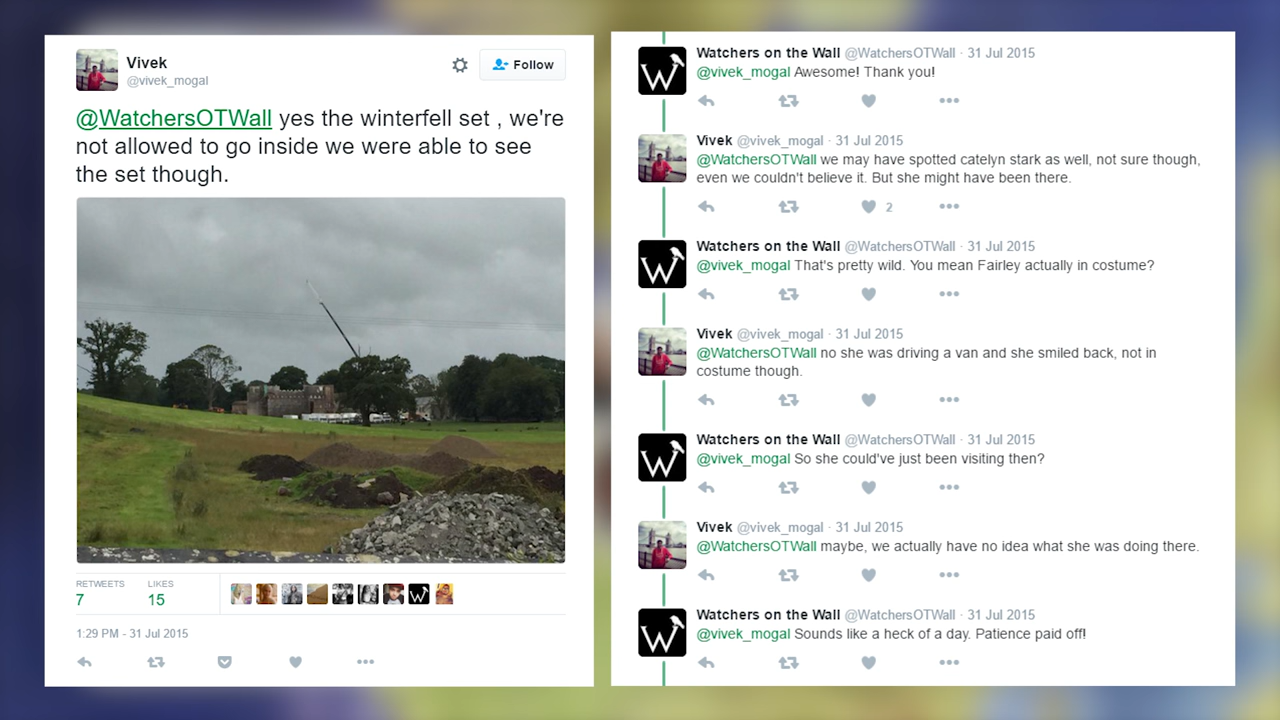 Vivek
@vivek_mogal
Follow
@WatchersOTWall yes the winterfell set , we're
not allowed to go inside we were able to see
the set though.
RETWEETS
LIKES
7
15
1:29 PM - 31 Jul 2015
Watchers on the Wall @WatchersOTWall · 31 Jul 2015
@vivek_mogal Awesome! Thank you!
Vivek @vivek_mogal · 31 Jul 2015
@WatchersOTWall we may have spotted catelyn stark as well, not sure though,
even we couldn't believe it. But she might have been there.
2
Watchers on the Wall @WatchersOTWall · 31 Jul 2015
@vivek_mogal That's pretty wild. You mean Fairley actually in costume?
Vivek @vivek_mogal · 31 Jul 2015
@WatchersOTWall no she was driving a van and she smiled back, not in
costume though.
Watchers on the Wall @WatchersOTWall · 31 Jul 2015
@vivek_mogal So she could've just been visiting then?
Vivek @vivek_mogal · 31 Jul 2015
@WatchersOTWall maybe, we actually have no idea what she was doing there.
Watchers on the Wall @WatchersOTWall · 31 Jul 2015
@vivek_mogal Sounds like a heck of a day. Patience paid off!